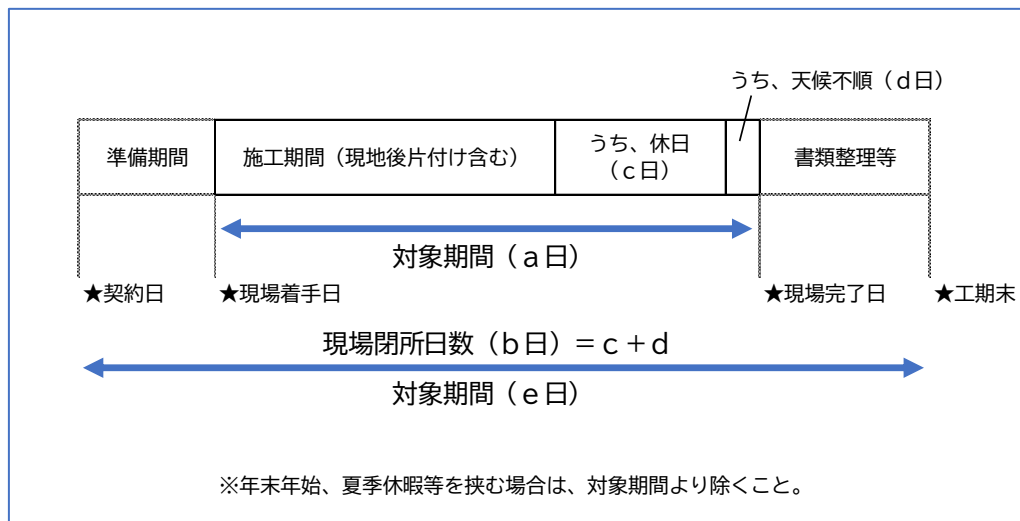 うち、天候不順（ｄ日）
準備期間
施工期間（現地後片付け含む）
うち、休日
（ｃ日）
書類整理等
対象期間（ａ日）
★契約日
★現場着手日
★現場完了日
★工期末
現場閉所日数（ｂ日）＝ｃ＋ｄ
対象期間（ｅ日）
※年末年始、夏季休暇等を挟む場合は、対象期間より除くこと。